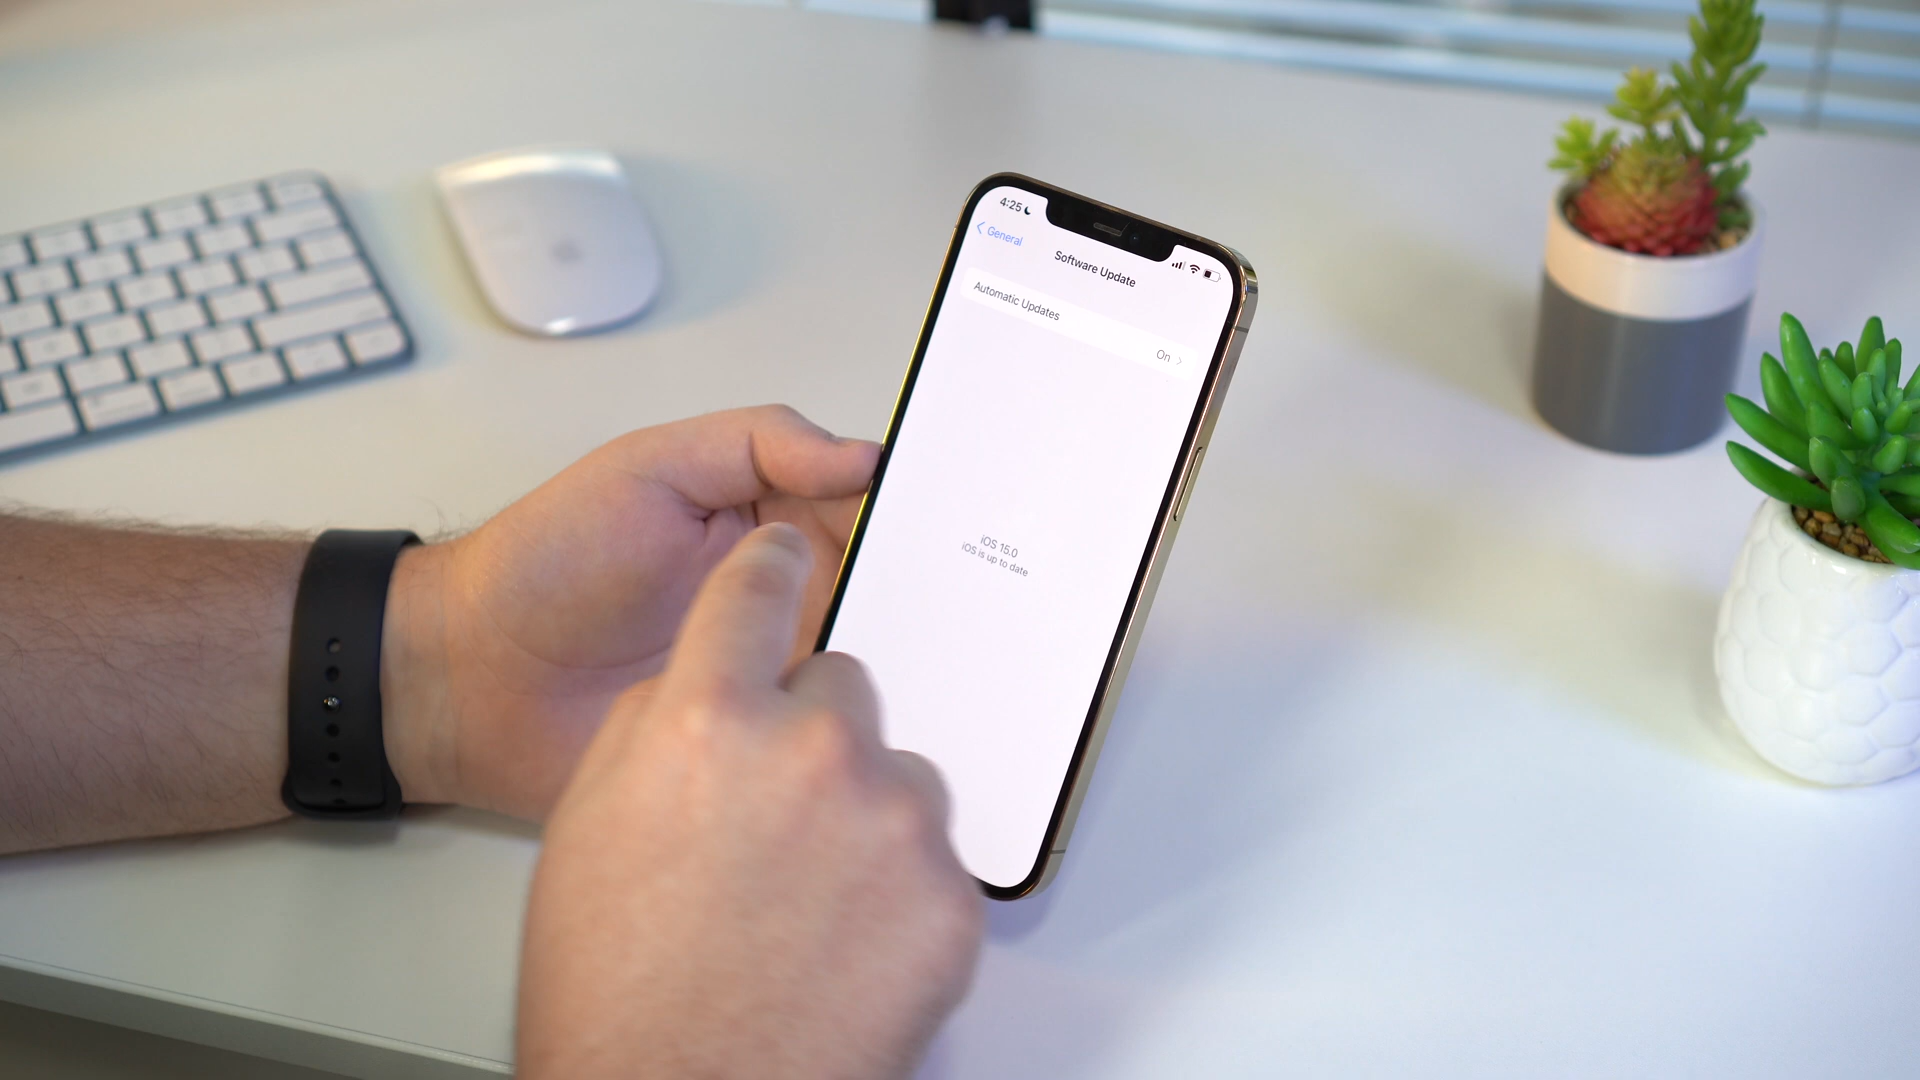 4:25
General
Software Update
Automatic Updates
On
iOS 15.0
iOS is up to date